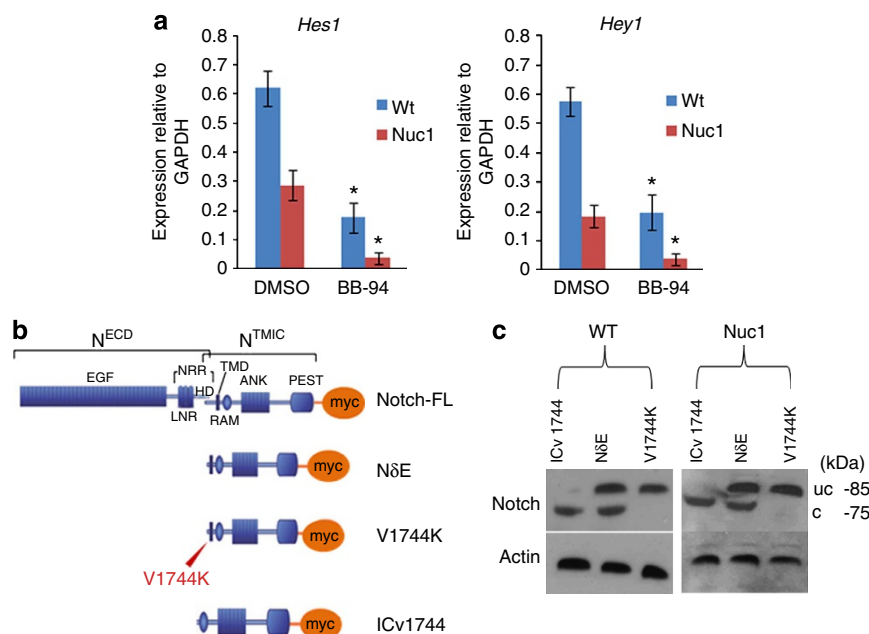 a
Hes1
Expression relative to
GAPDH
0.8
0.7
0.6
0.5
0.4
0.3
0.2
0.1
0
Wt
Nuc1
*
*
DMSO
BB-94
Hey1
Expression relative to
GAPDH
0.8
0.7
0.6
0.5
0.4
0.3
0.2
0.1
0
Wt
Nuc1
*
*
DMSO
BB-94
b
N^ECD
N^TMIC
EGF
NRR
LNR
HD
TMD
RAM
ANK
PEST
myc
Notch-FL
myc
NδE
myc
V1744K
V1744K
myc
ICv1744
c
WT
Nuc1
ICv 1744
NδE
V1744K
ICv 1744
NδE
V1744K
(kDa)
Notch
uc -85
c -75
Actin